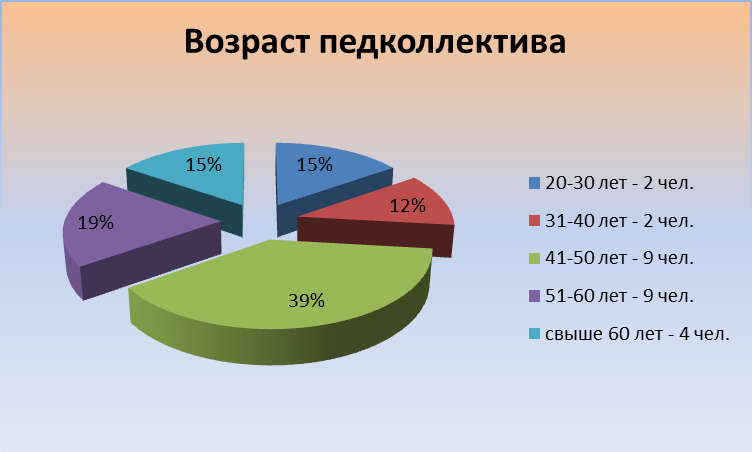 Возраст педколлектива
15%
15%
12%
19%
39%
20-30 лет - 2 чел.
31-40 лет - 2 чел.
41-50 лет - 9 чел.
51-60 лет - 9 чел.
свыше 60 лет - 4 чел.